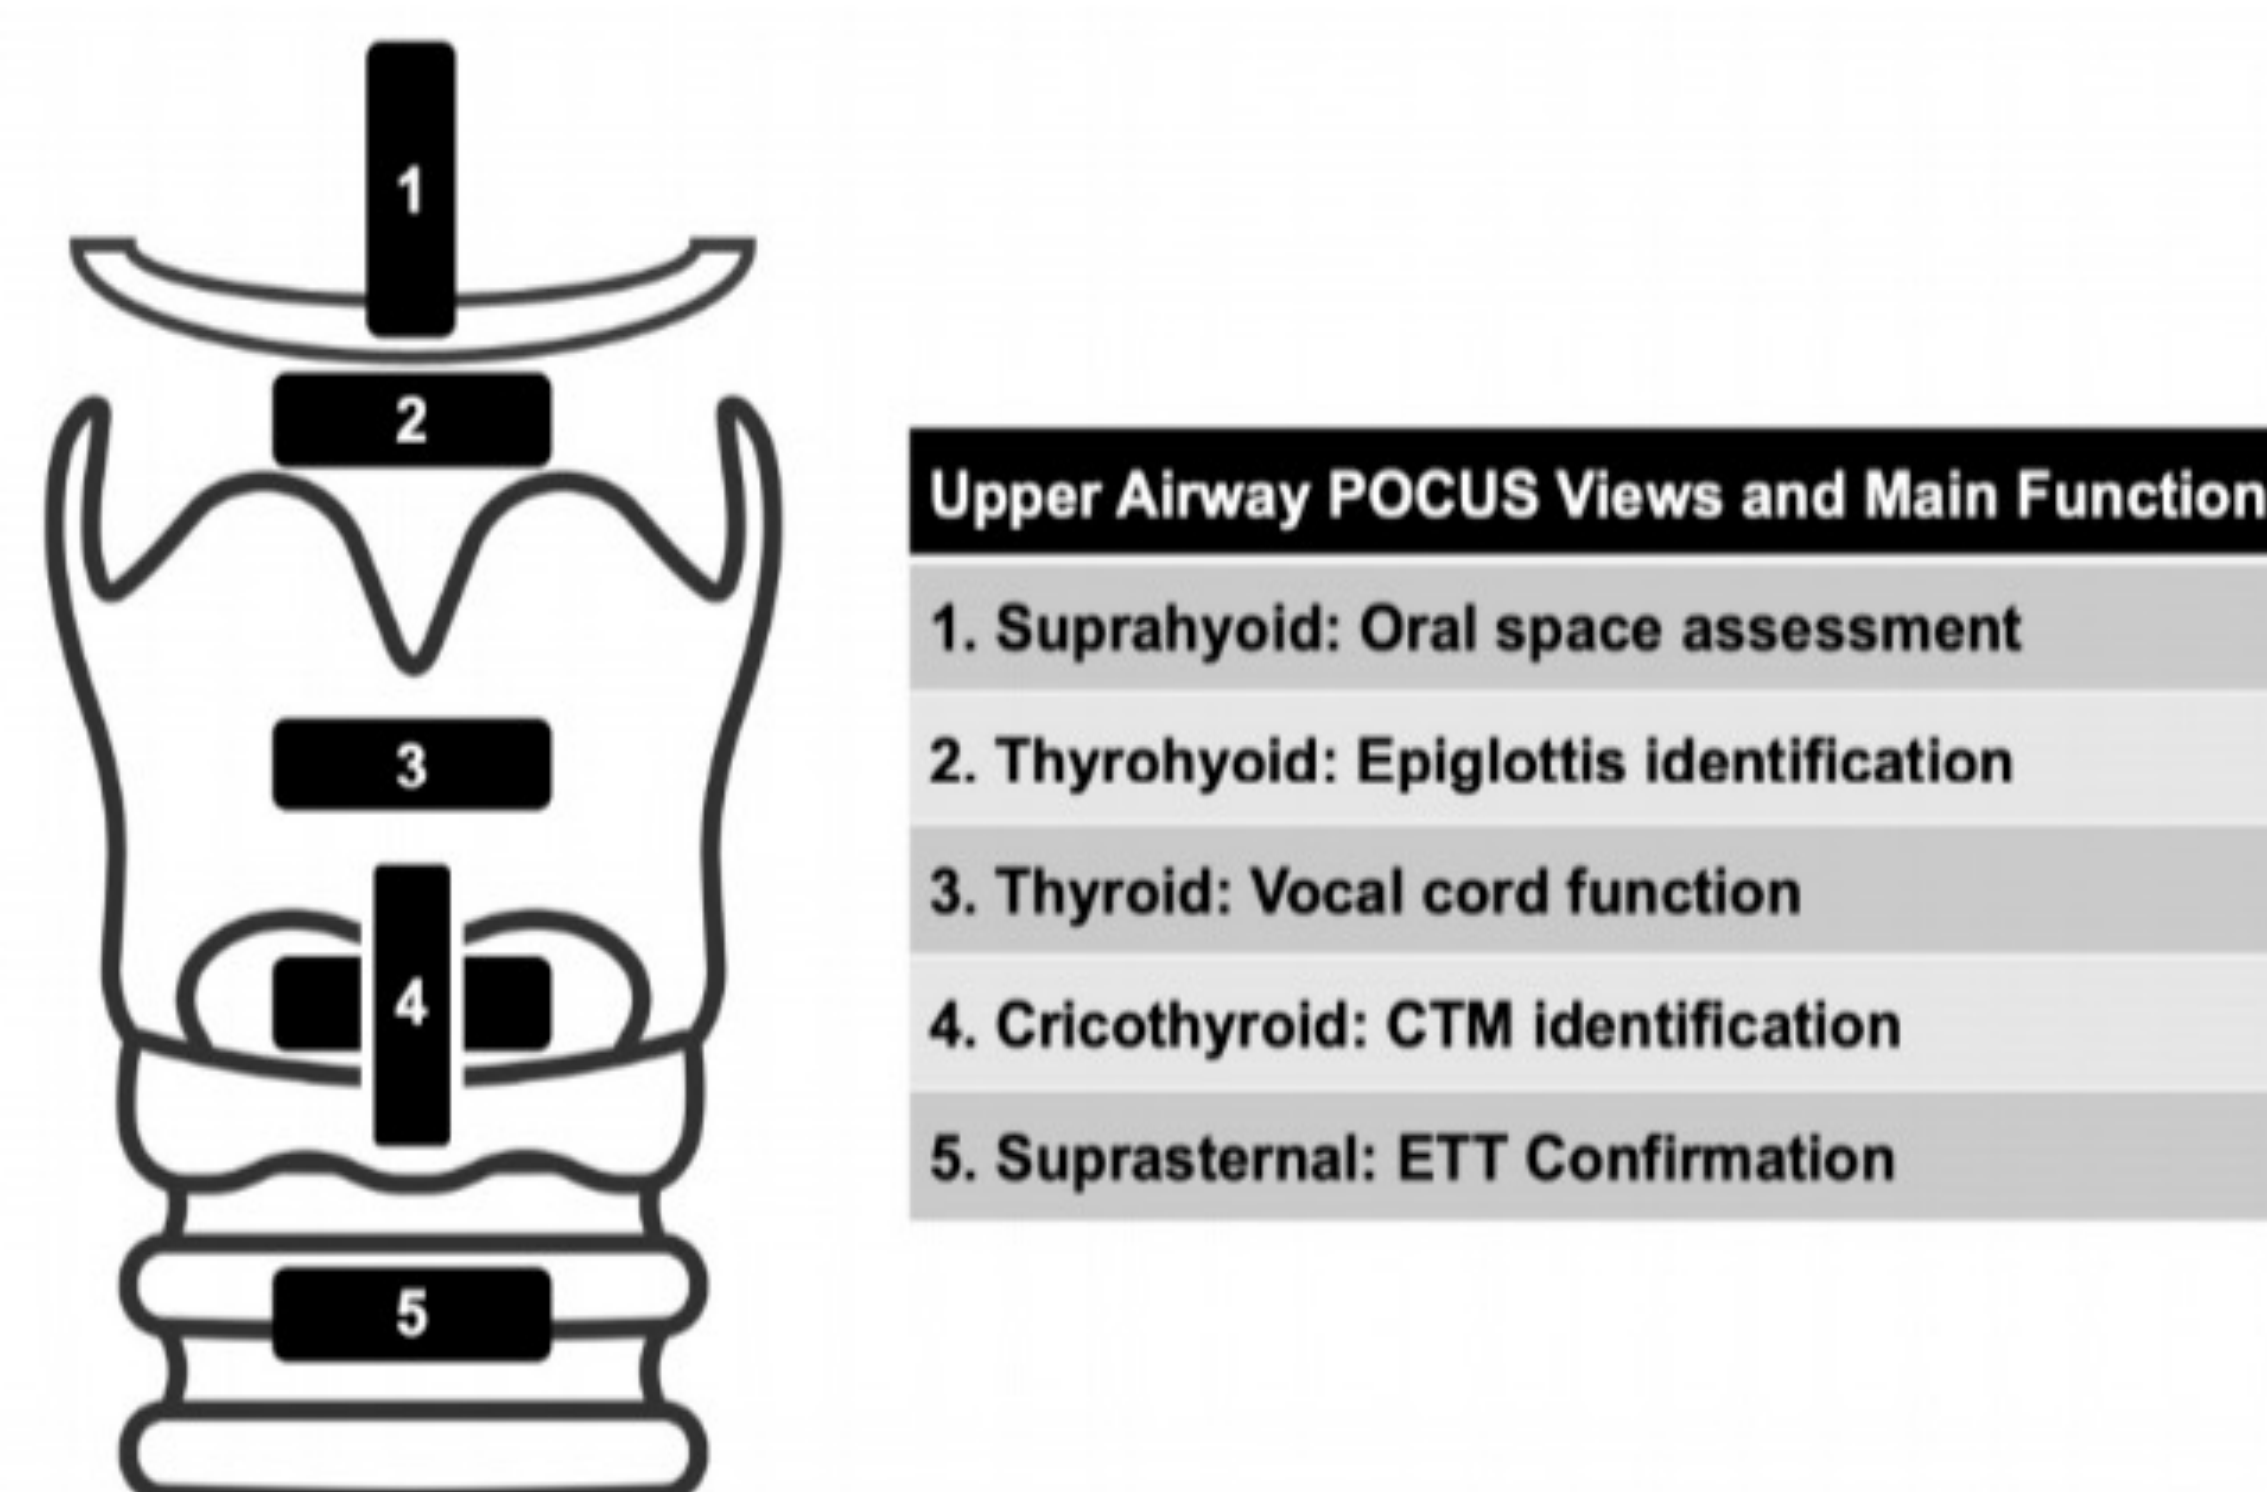 1
2
3
4
5
Upper Airway POCUS Views and Main Function
1. Suprahyoid: Oral space assessment
2. Thyrohyoid: Epiglottis identification
3. Thyroid: Vocal cord function
4. Cricothyroid: CTM identification
5. Suprasternal: ETT Confirmation